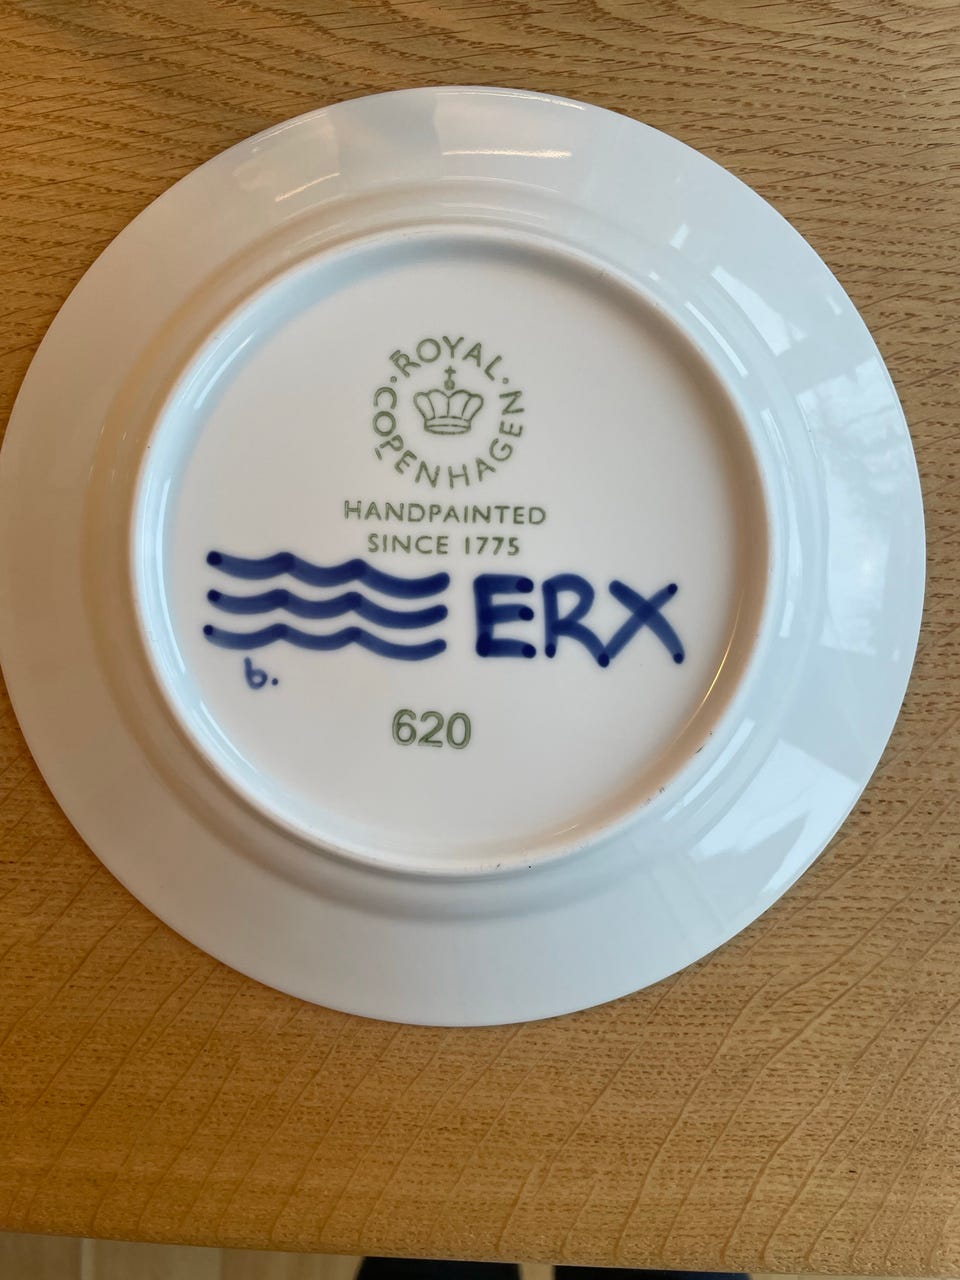 ROYAL · COPENHAGEN ·
HANDPAINTED
SINCE 1775
ERX
b.
620